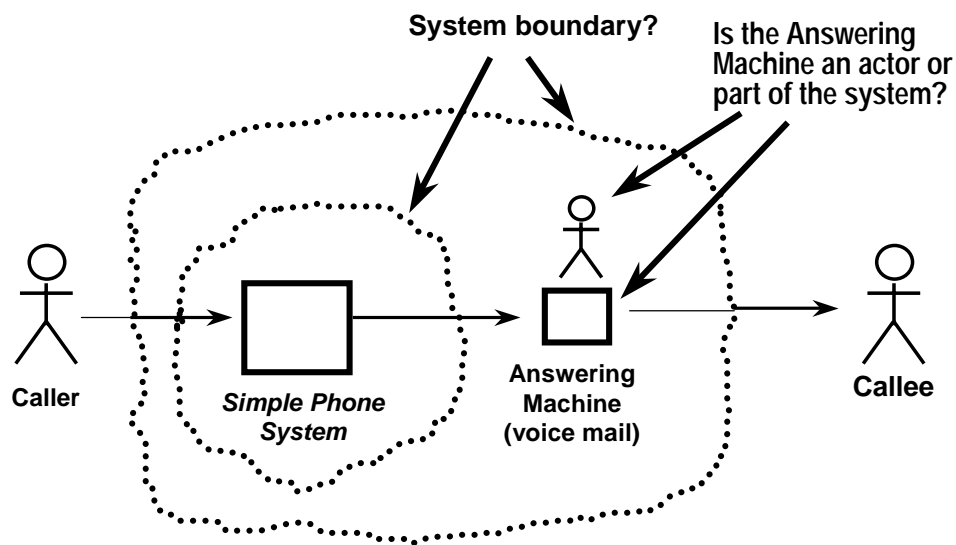 System boundary?
Is the Answering
Machine an actor or
part of the system?
Caller
Simple Phone
System
Answering
Machine
(voice mail)
Callee